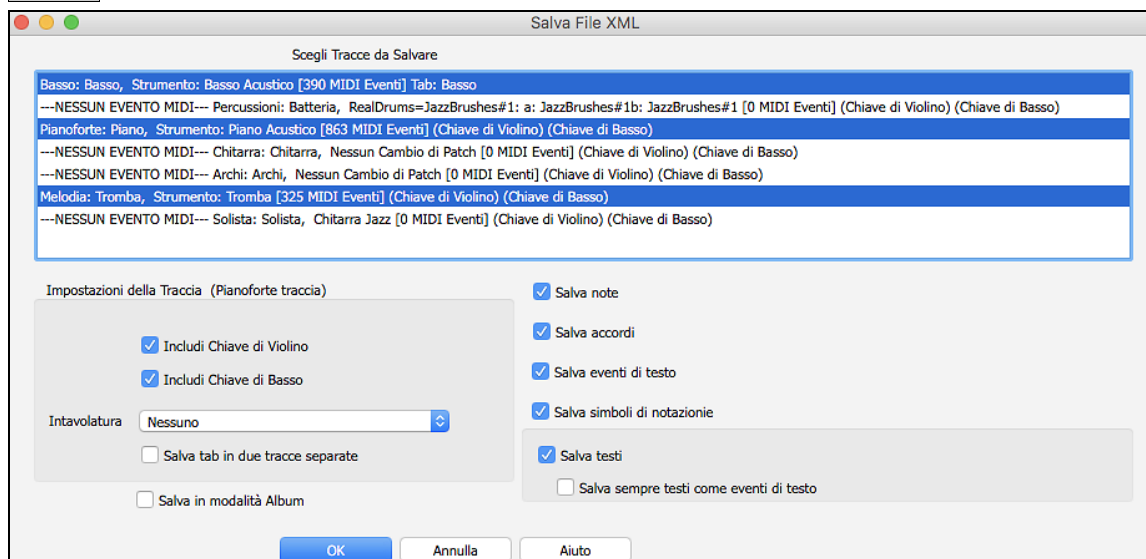 Salva File XML
Scegli Tracce da Salvare
Basso: Basso, Strumento: Basso Acustico [390 MIDI Eventi] Tab: Basso
---NESSUN EVENTO MIDI--- Percussioni: Batteria, RealDrums=JazzBrushes#1: a: JazzBrushes#1b: JazzBrushes#1 [0 MIDI Eventi] (Chiave di Violino) (Chiave di Basso)
Pianoforte: Piano, Strumento: Piano Acustico [863 MIDI Eventi] (Chiave di Violino) (Chiave di Basso)
---NESSUN EVENTO MIDI--- Chitarra: Chitarra, Nessun Cambio di Patch [0 MIDI Eventi] (Chiave di Violino) (Chiave di Basso)
---NESSUN EVENTO MIDI--- Archi: Archi, Nessun Cambio di Patch [0 MIDI Eventi] (Chiave di Violino) (Chiave di Basso)
Melodia: Tromba, Strumento: Tromba [325 MIDI Eventi] (Chiave di Violino) (Chiave di Basso)
---NESSUN EVENTO MIDI--- Solista: Solista, Chitarra Jazz [0 MIDI Eventi] (Chiave di Violino) (Chiave di Basso)
Impostazioni della Traccia (Pianoforte traccia)
Includi Chiave di Violino
Includi Chiave di Basso
Intavolatura Nessuno
Salva tab in due tracce separate
Salva in modalità Album
Salva note
Salva accordi
Salva eventi di testo
Salva simboli di notazionie
Salva testi
Salva sempre testi come eventi di testo
OK Annulla Aiuto